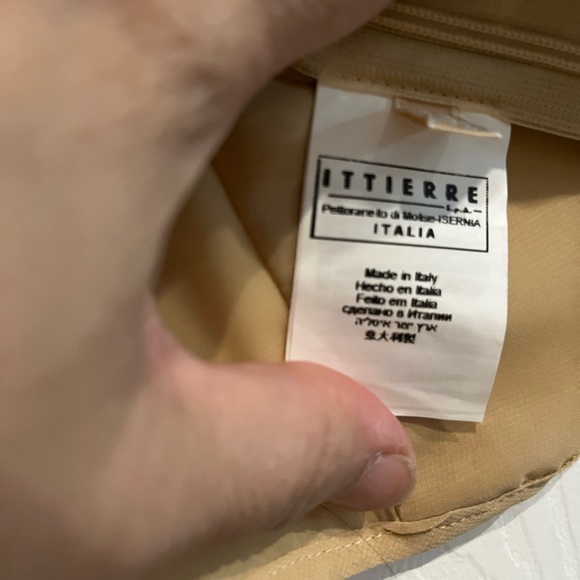 ITTIERRE
S.p.A.
Pettoranello di Molise-ISERNIA
ITALIA
Made in Italy
Hecho en Italia
Feito em Italia
сделано в Италии
ארץ יצור איטליה
意大利製